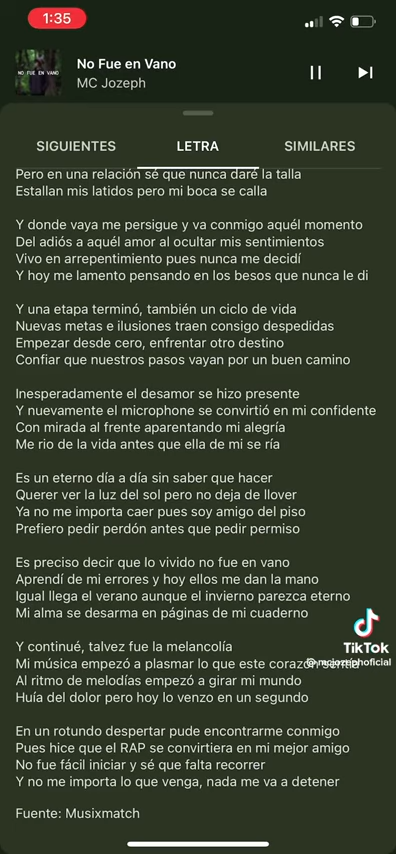 1:35
NO FUE EN VANO
No Fue en Vano
MC Jozeph
SIGUIENTES LETRA SIMILARES
Pero en una relación sé que nunca daré la talla
Estallan mis latidos pero mi boca se calla
Y donde vaya me persigue y va conmigo aquél momento
Del adiós a aquél amor al ocultar mis sentimientos
Vivo en arrepentimiento pues nunca me decidí
Y hoy me lamento pensando en los besos que nunca le di
Y una etapa terminó, también un ciclo de vida
Nuevas metas e ilusiones traen consigo despedidas
Empezar desde cero, enfrentar otro destino
Confiar que nuestros pasos vayan por un buen camino
Inesperadamente el desamor se hizo presente
Y nuevamente el microphone se convirtió en mi confidente
Con mirada al frente aparentando mi alegría
Me rio de la vida antes que ella de mi se ría
Es un eterno día a día sin saber que hacer
Querer ver la luz del sol pero no deja de llover
Ya no me importa caer pues soy amigo del piso
Prefiero pedir perdón antes que pedir permiso
Es preciso decir que lo vivido no fue en vano
Aprendí de mi errores y hoy ellos me dan la mano
Igual llega el verano aunque el invierno parezca eterno
Mi alma se desarma en páginas de mi cuaderno
Y continué, talvez fue la melancolía
Mi música empezó a plasmar lo que este corazón sentía
Al ritmo de melodías empezó a girar mi mundo
Huía del dolor pero hoy lo venzo en un segundo
En un rotundo despertar pude encontrarme conmigo
Pues hice que el RAP se convirtiera en mi mejor amigo
No fue fácil iniciar y sé que falta recorrer
Y no me importa lo que venga, nada me va a detener
Fuente: Musixmatch
TikTok
@mcjozephoficial